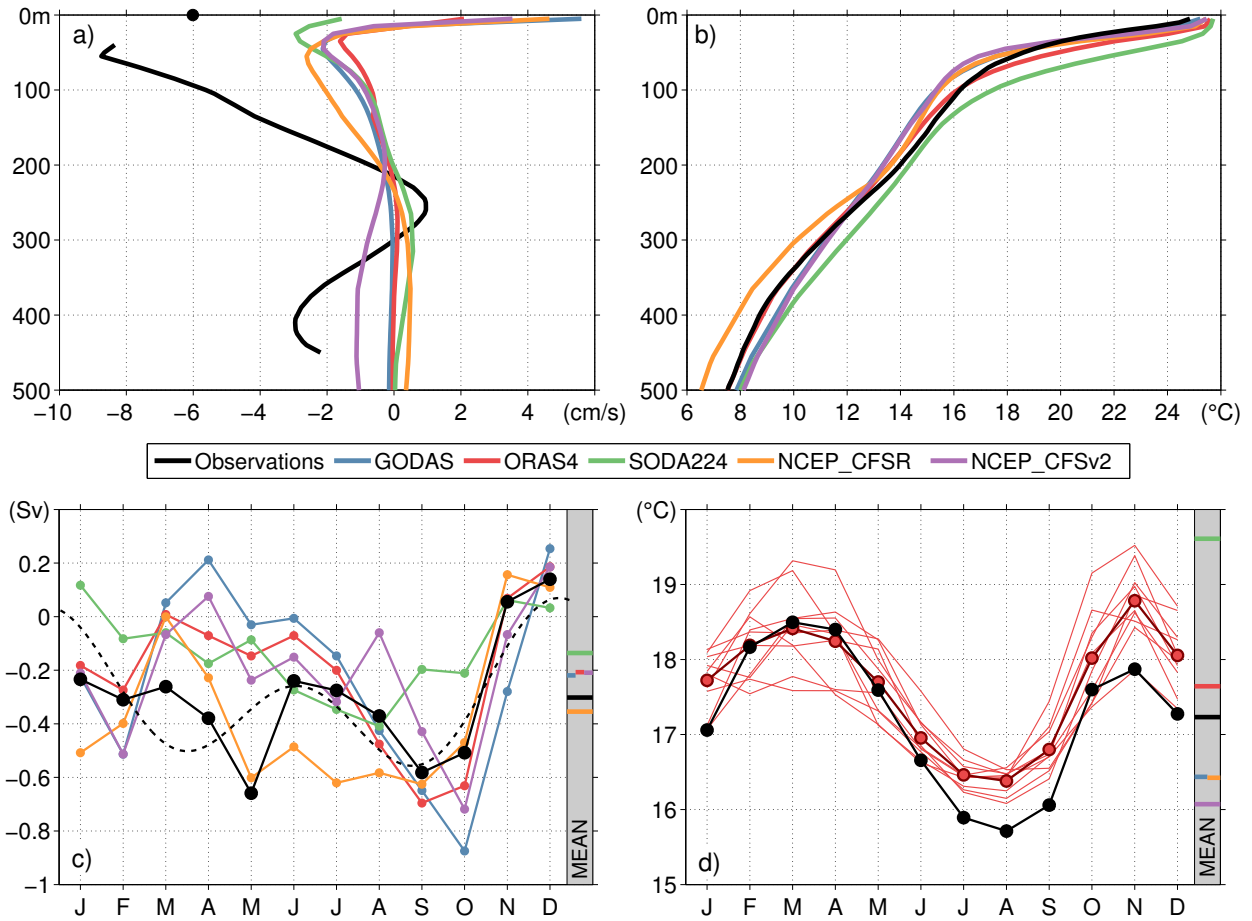 0m
a)
100
200
300
400
500
−10 −8 −6 −4 −2 0 2 4 (cm/s)
0m
b)
100
200
300
400
500
6 8 10 12 14 16 18 20 22 24 (°C)
Observations GODAS ORAS4 SODA224 NCEP_CFSR NCEP_CFSv2
(Sv)
0.2
0
−0.2
−0.4
−0.6
−0.8
−1
c)
MEAN
J F M A M J J A S O N D
(°C)
19
18
17
16
15
d)
MEAN
J F M A M J J A S O N D